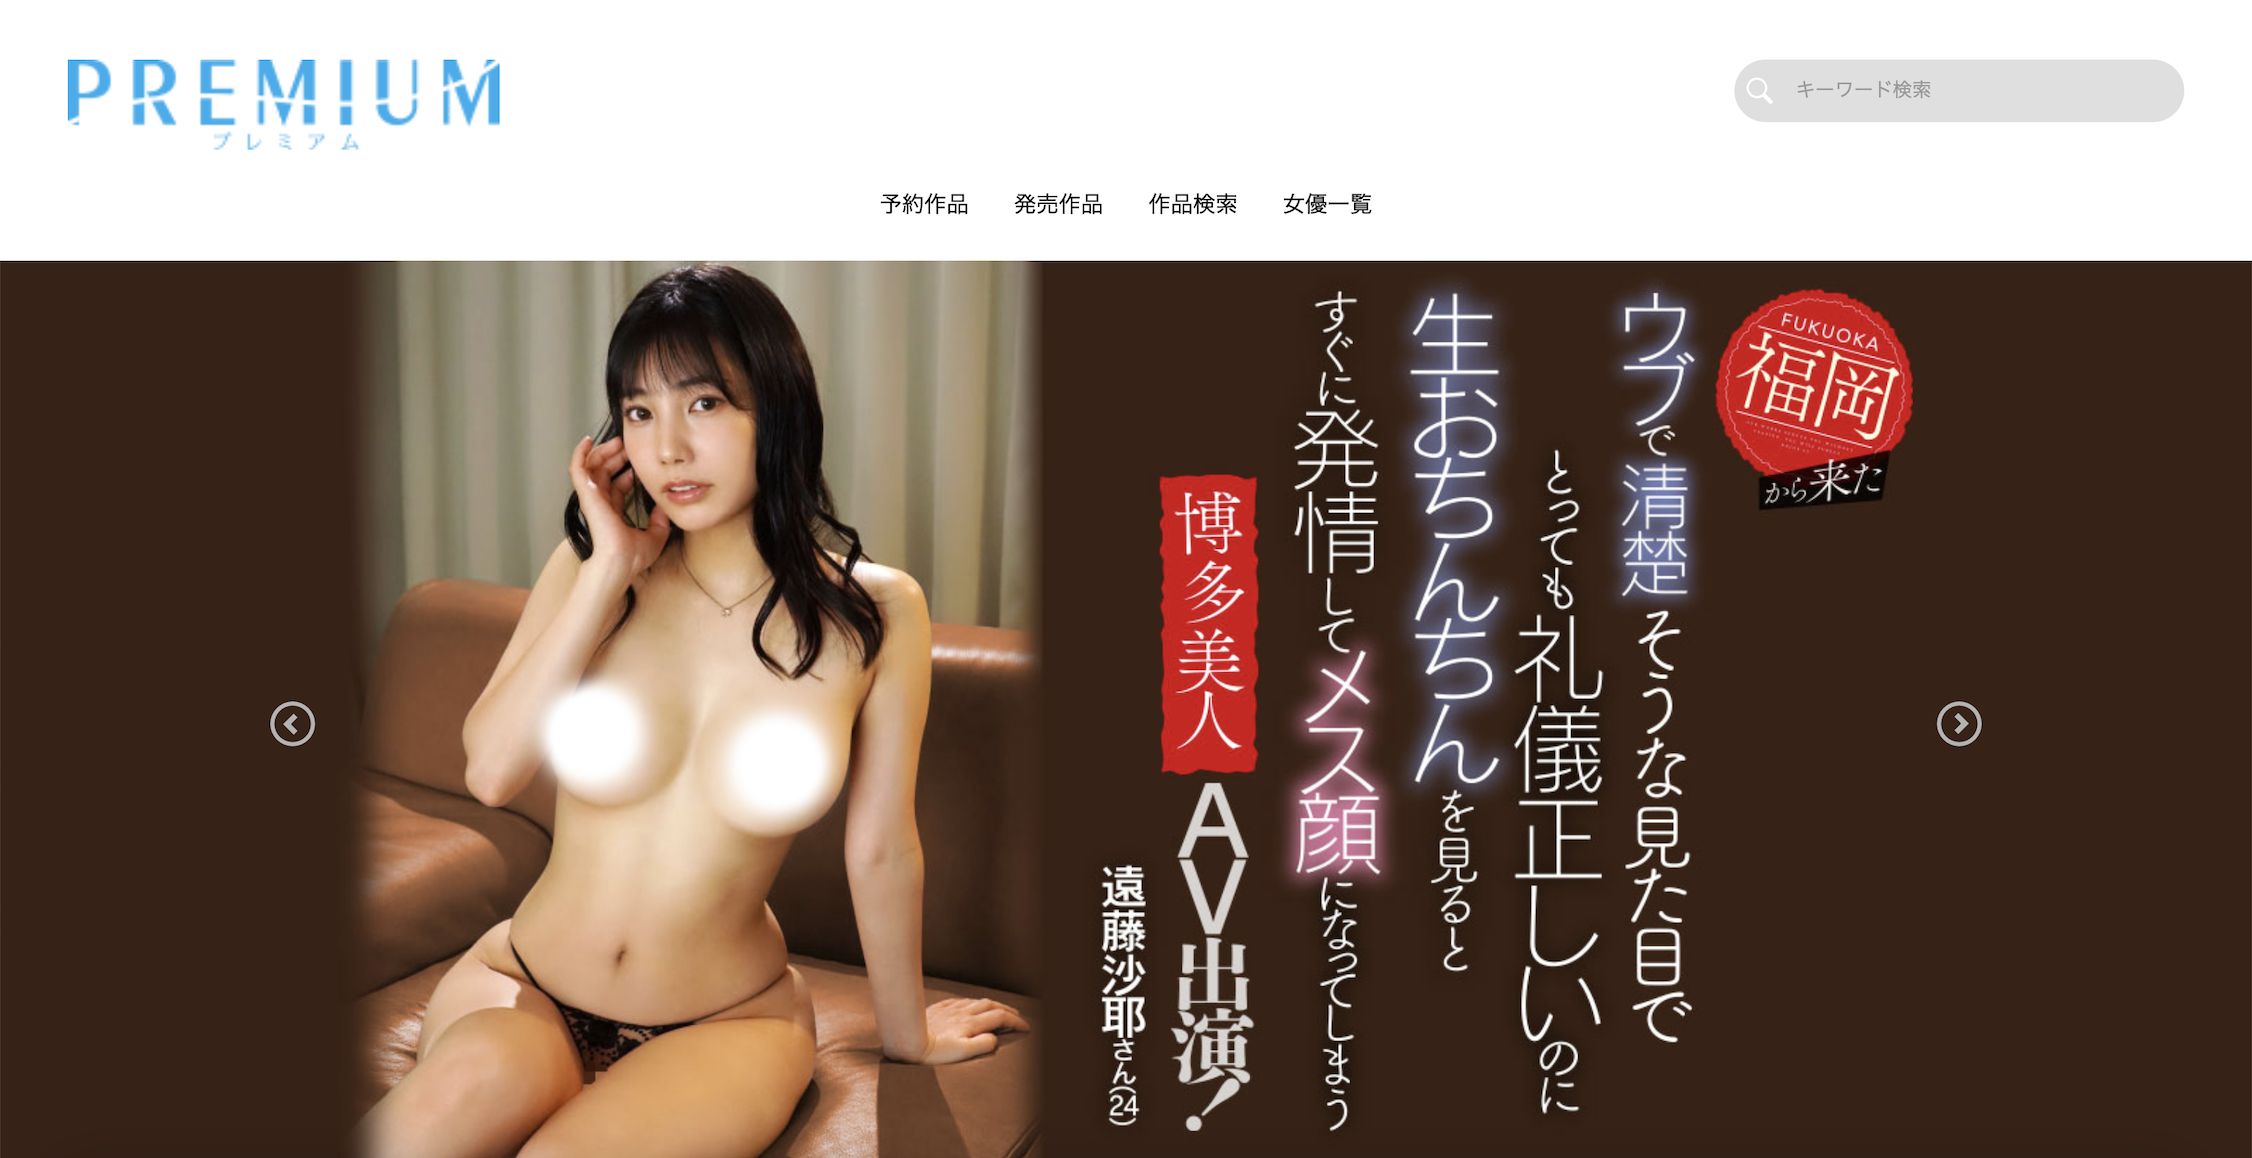 PREMIUM
プレミアム
キーワード検索
予約作品
発売作品
作品検索
女優一覧
FUKUOKA
福岡
から来た
ウブで清楚そうな見た目で
とっても礼儀正しいのに
生おちんちんを見ると
すぐに発情してメス顔になってしまう
博多美人
AV出演!
遠藤沙耶さん(24)